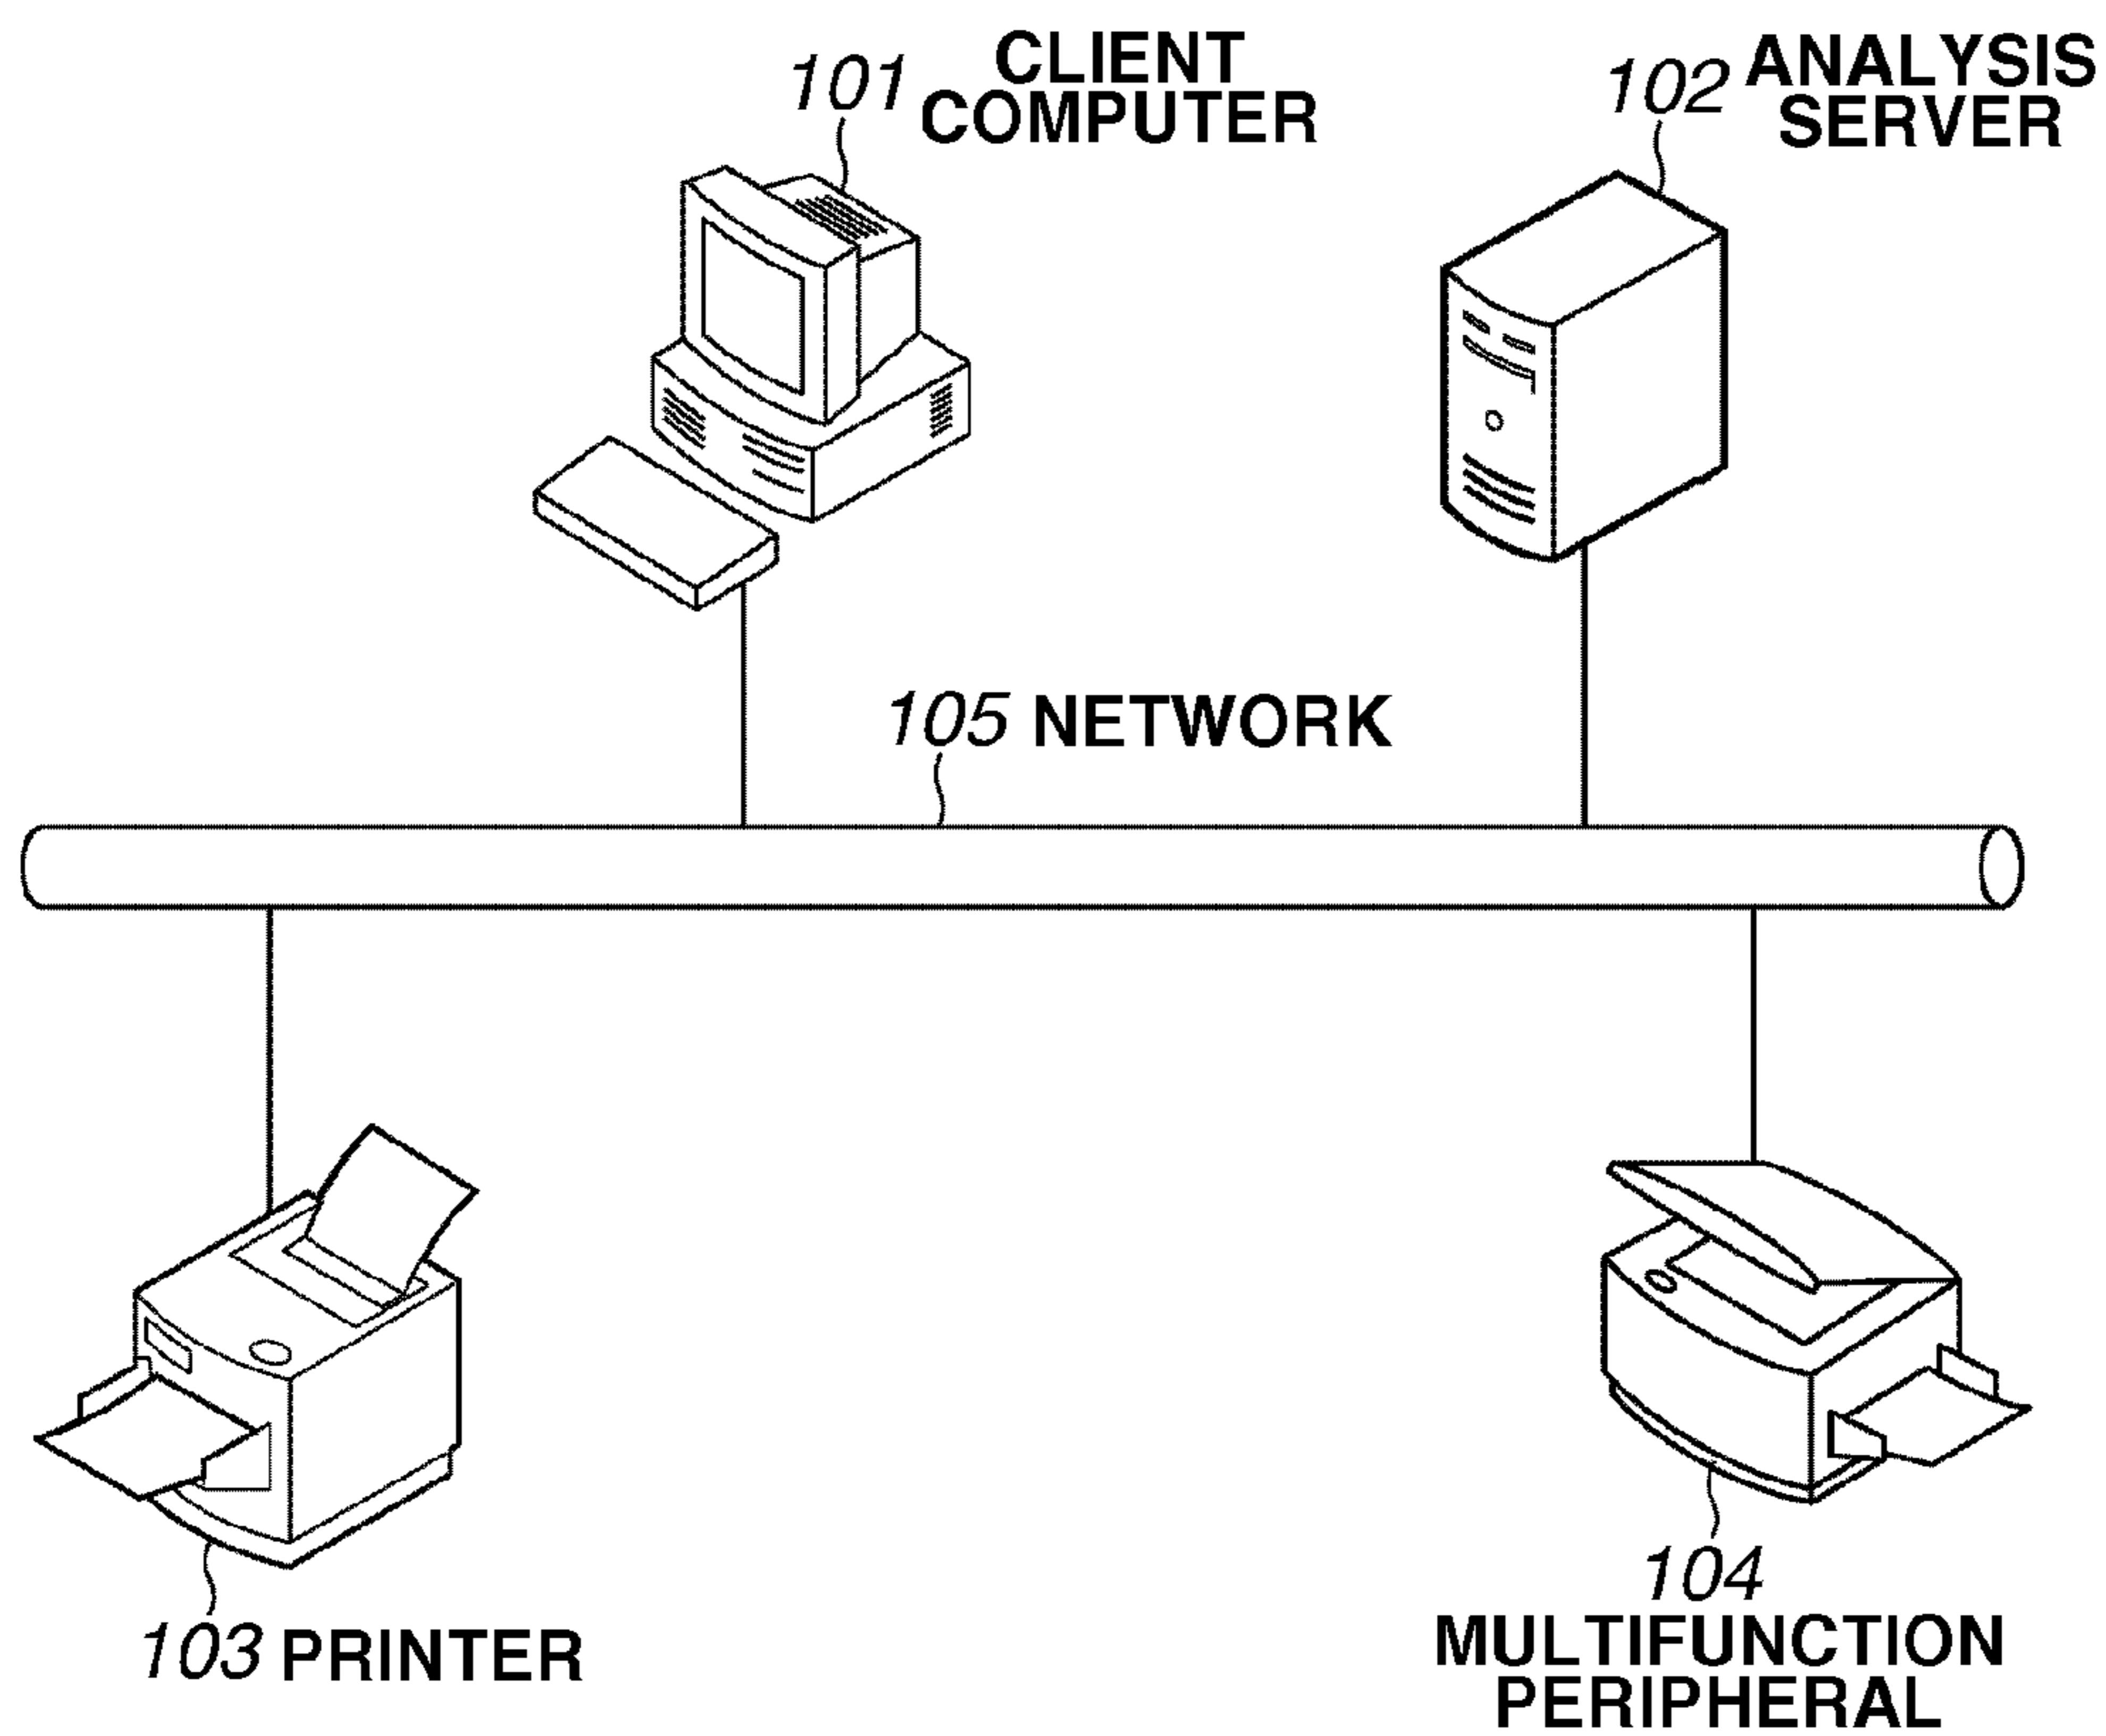 101 CLIENT
COMPUTER
102 ANALYSIS
SERVER
105 NETWORK
103 PRINTER
104
MULTIFUNCTION
PERIPHERAL